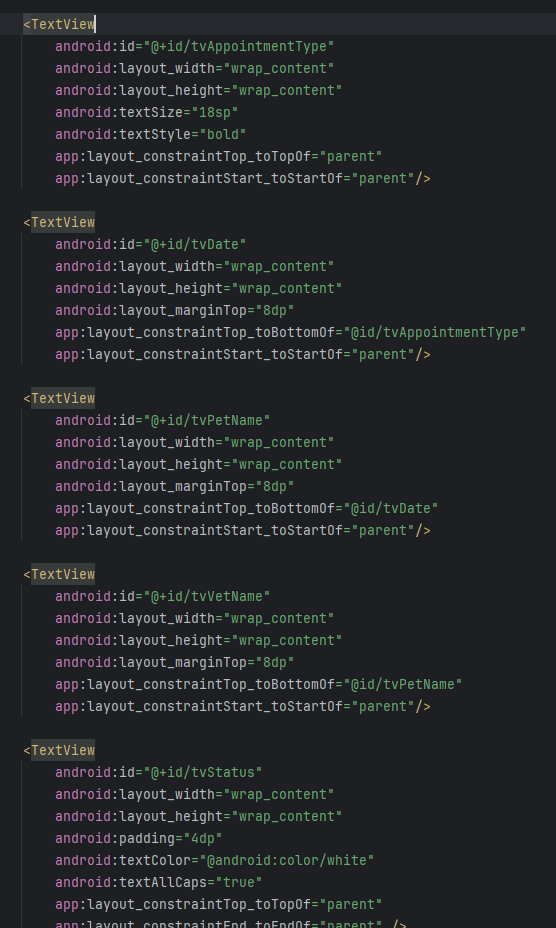 <TextView
android:id="@+id/tvAppointmentType"
android:layout_width="wrap_content"
android:layout_height="wrap_content"
android:textSize="18sp"
android:textStyle="bold"
app:layout_constraintTop_toTopOf="parent"
app:layout_constraintStart_toStartOf="parent"/>
<TextView
android:id="@+id/tvDate"
android:layout_width="wrap_content"
android:layout_height="wrap_content"
android:layout_marginTop="8dp"
app:layout_constraintTop_toBottomOf="@id/tvAppointmentType"
app:layout_constraintStart_toStartOf="parent"/>
<TextView
android:id="@+id/tvPetName"
android:layout_width="wrap_content"
android:layout_height="wrap_content"
android:layout_marginTop="8dp"
app:layout_constraintTop_toBottomOf="@id/tvDate"
app:layout_constraintStart_toStartOf="parent"/>
<TextView
android:id="@+id/tvVetName"
android:layout_width="wrap_content"
android:layout_height="wrap_content"
android:layout_marginTop="8dp"
app:layout_constraintTop_toBottomOf="@id/tvPetName"
app:layout_constraintStart_toStartOf="parent"/>
<TextView
android:id="@+id/tvStatus"
android:layout_width="wrap_content"
android:layout_height="wrap_content"
android:padding="4dp"
android:textColor="@android:color/white"
android:textAllCaps="true"
app:layout_constraintTop_toTopOf="parent"
app:layout_constraintEnd_toEndOf="parent" />